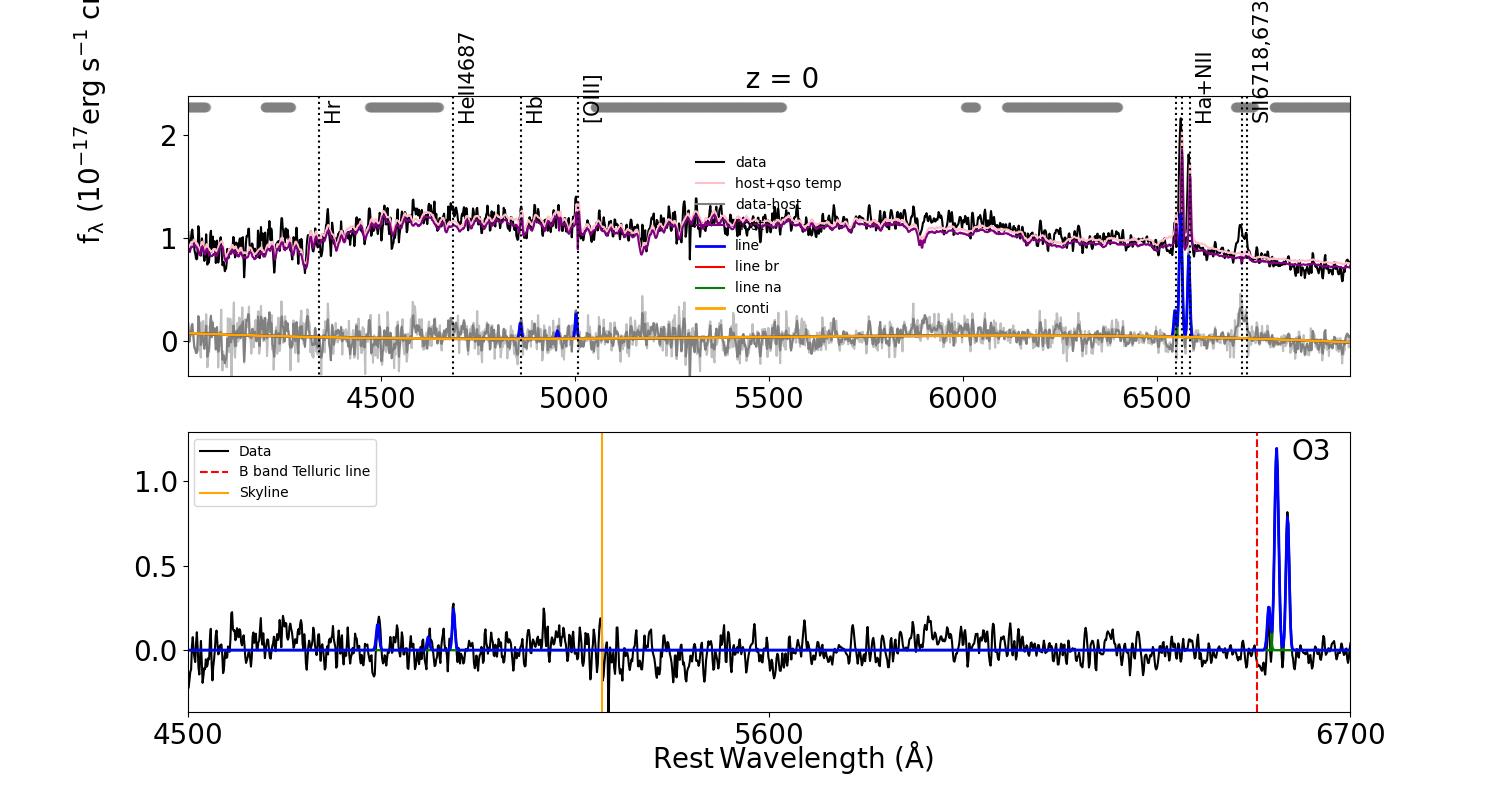 z = 0
fλ (10−17erg s−1 c
Hr
HeII4687
Hb
[OIII]
Ha+NII
SII6718,673
2
1
0
data
host+qso temp
data-host
line
line br
line na
conti
4500
5000
5500
6000
6500
Data
B band Telluric line
Skyline
O3
1.0
0.5
0.0
4500
5600
6700
Rest Wavelength (Å)